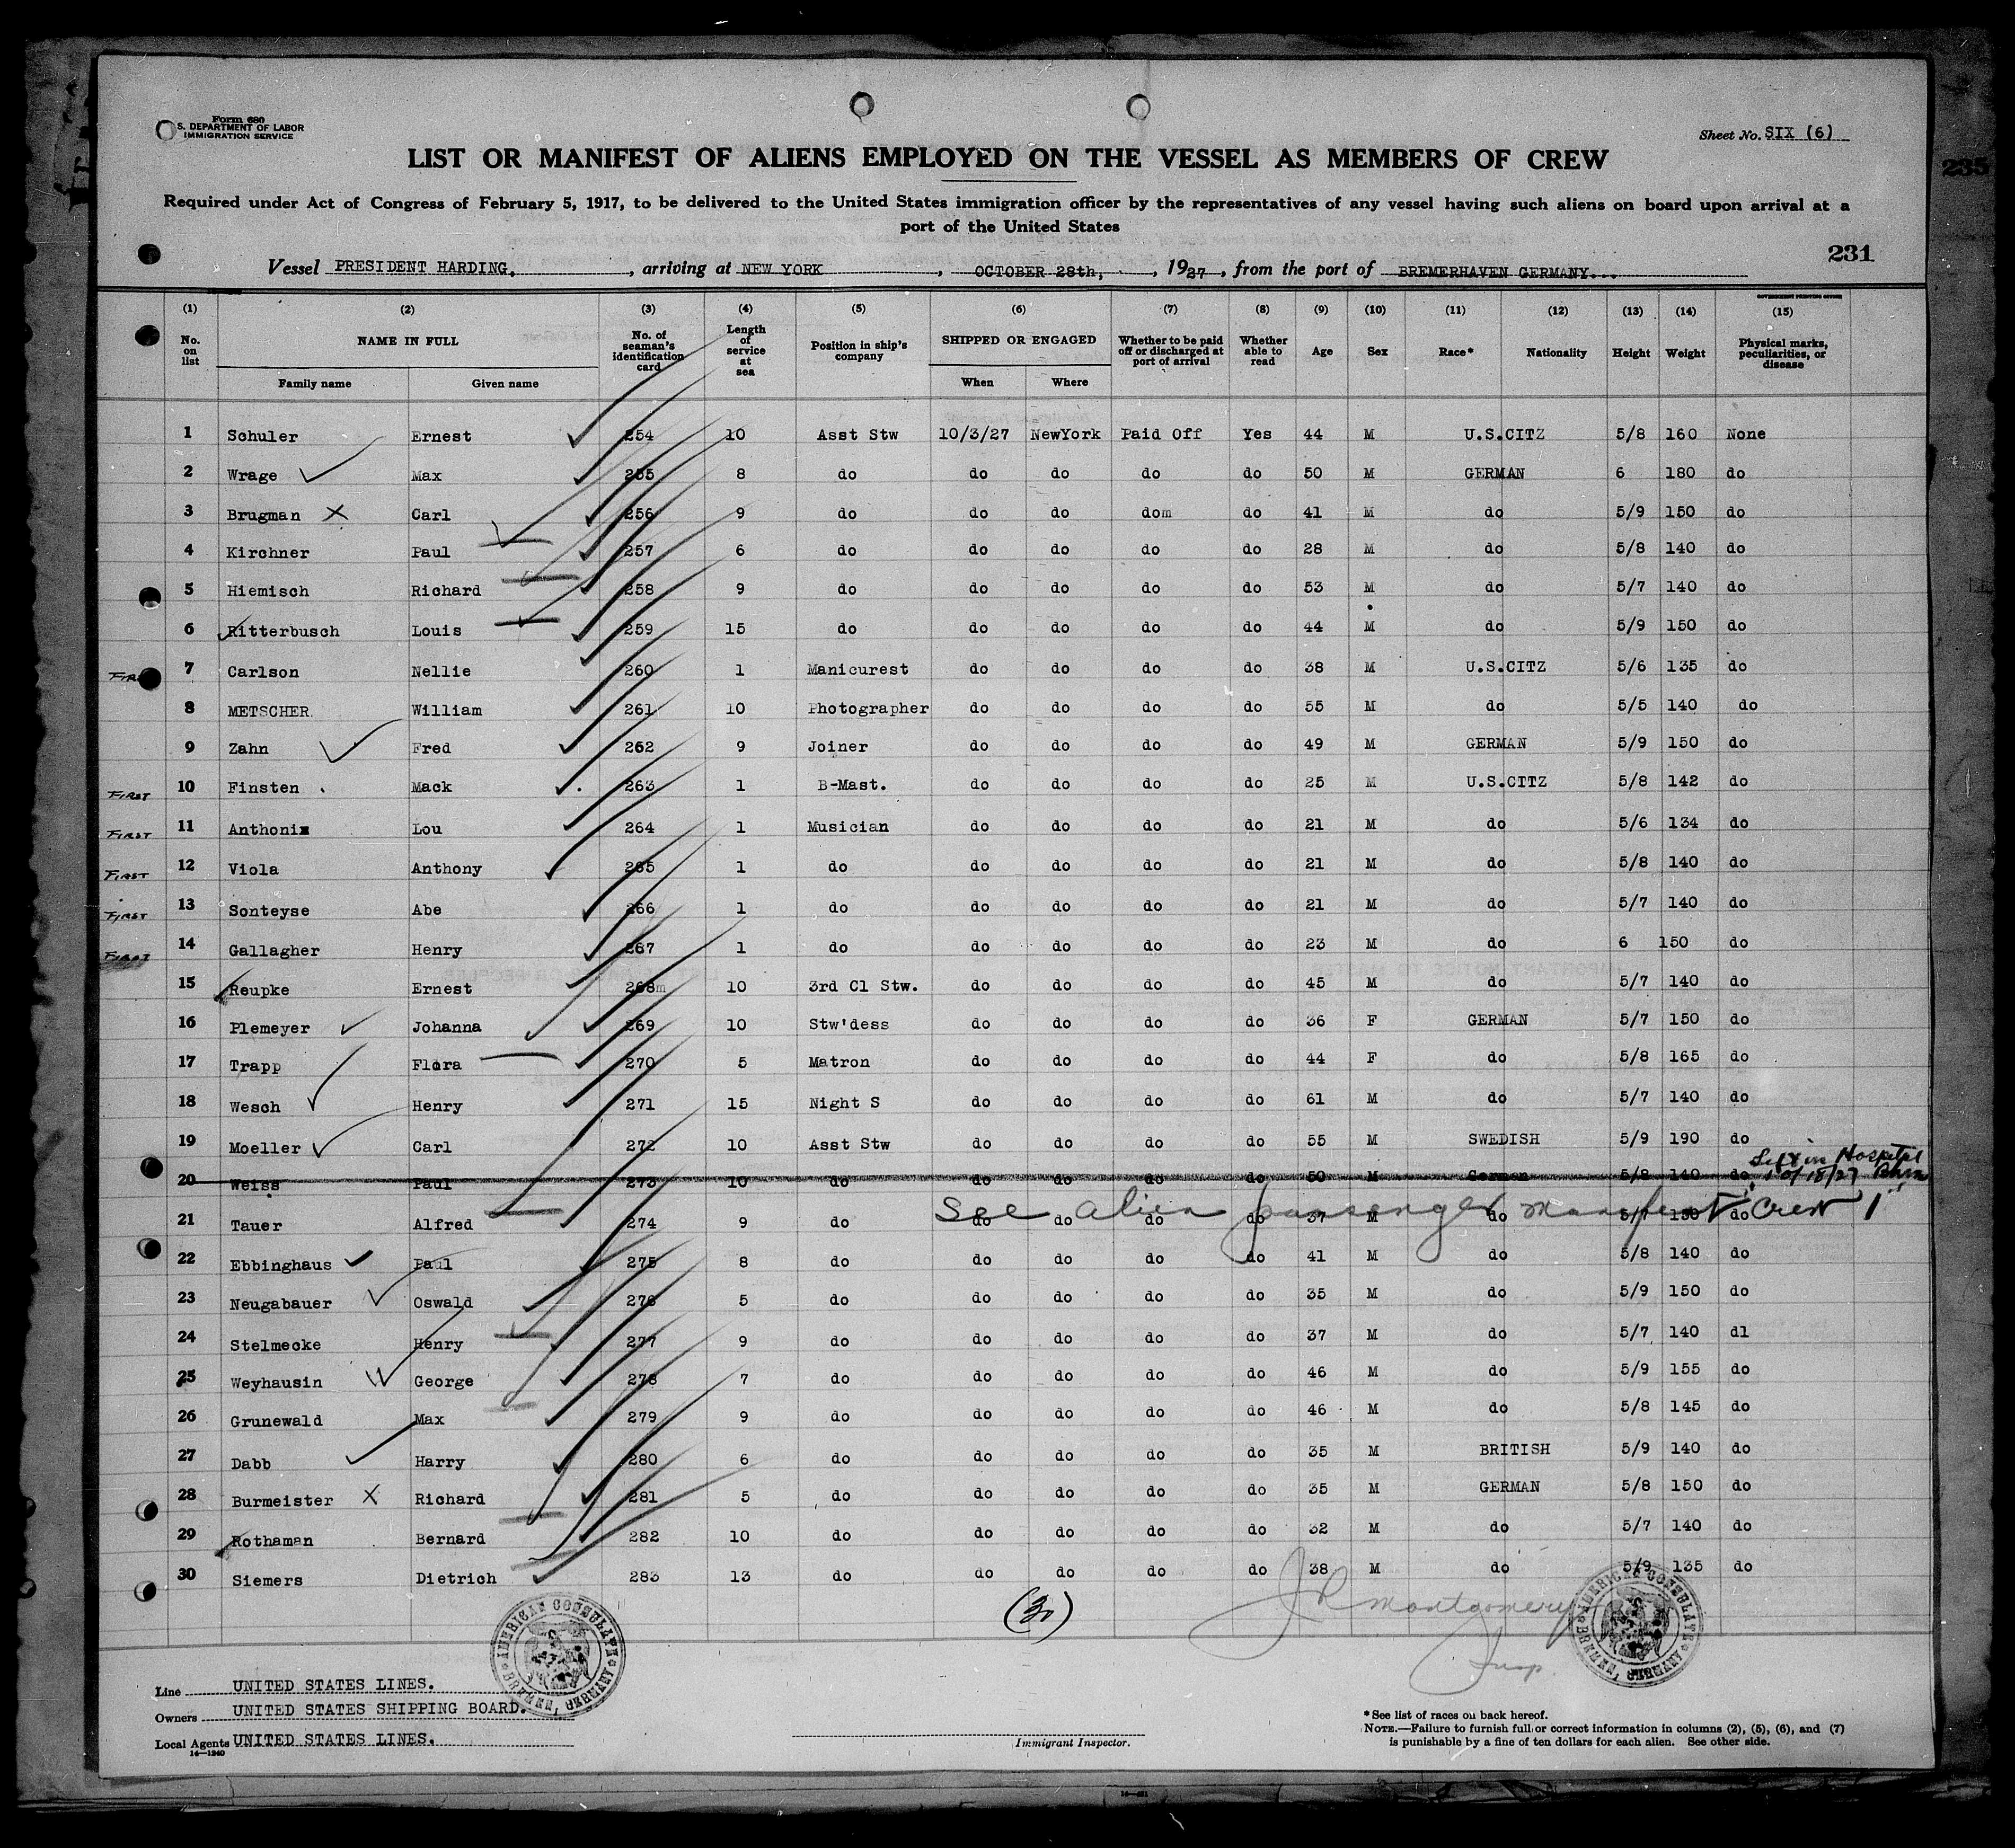 Form 680
S. DEPARTMENT OF LABOR
IMMIGRATION SERVICE
Sheet No. SIX (6)
LIST OR MANIFEST OF ALIENS EMPLOYED ON THE VESSEL AS MEMBERS OF CREW
235
Required under Act of Congress of February 5, 1917, to be delivered to the United States immigration officer by the representatives of any vessel having such aliens on board upon arrival at a
port of the United States
231
Vessel PRESIDENT HARDING, , arriving at NEW YORK , OCTOBER 28th, , 1927 , from the port of BREMERHAVEN GERMANY...
GOVERNMENT PRINTING OFFICE
(1) (2) (3) (4) (5) (6) (7) (8) (9) (10) (11) (12) (13) (14) (15)
No. on list NAME IN FULL Family name Given name No. of seaman's identification card Length of service at sea Position in ship's company SHIPPED OR ENGAGED When Where Whether to be paid off or discharged at port of arrival Whether able to read Age Sex Race* Nationality Height Weight Physical marks, peculiarities, or disease
1 Schuler Ernest 254 10 Asst Stw 10/3/27 NewYork Paid Off Yes 44 M U.S.CITZ 5/8 160 None
2 Wrage Max 255 8 do do do do do 50 M GERMAN 6 180 do
3 Brugman X Carl 256 9 do do do dom do 41 M do 5/9 150 do
4 Kirchner Paul 257 6 do do do do do 28 M do 5/8 140 do
5 Hiemisch Richard 258 9 do do do do do 53 M do 5/7 140 do
6 Ritterbusch Louis 259 15 do do do do do 44 M do 5/9 150 do
FIRST 7 Carlson Nellie 260 1 Manicurest do do do do 38 M U.S.CITZ 5/6 135 do
8 METSCHER William 261 10 Photographer do do do do 55 M do 5/5 140 do
9 Zahn Fred 262 9 Joiner do do do do 49 M GERMAN 5/9 150 do
FIRST 10 Finsten Mack 263 1 B-Mast. do do do do 25 M U.S.CITZ 5/8 142 do
FIRST 11 Anthoni Lou 264 1 Musician do do do do 21 M do 5/6 134 do
FIRST 12 Viola Anthony 265 1 do do do do do 21 M do 5/8 140 do
FIRST 13 Sonteyse Abe 266 1 do do do do do 21 M do 5/7 140 do
FIRST 14 Gallagher Henry 267 1 do do do do do 23 M do 6 150 do
15 Reupke Ernest 268m 10 3rd Cl Stw. do do do do 45 M do 5/7 140 do
16 Plemeyer Johanna 269 10 Stw'dess do do do do 36 F GERMAN 5/7 150 do
17 Trapp Flora 270 5 Matron do do do do 44 F do 5/8 165 do
18 Wesch Henry 271 15 Night S do do do do 61 M do 5/7 140 do
19 Moeller Carl 272 10 Asst Stw do do do do 55 M SWEDISH 5/9 190 do
Left in Hospital
20 Weiss Paul 273 10 do do do do do 50 M German 5/8 140 do 10/18/27
see alien passenger manifest "Crew 1"
21 Tauer Alfred 274 9 do do do do do 37 M do 5/7 150 do
22 Ebbinghaus Paul 275 8 do do do do do 41 M do 5/8 140 do
23 Neugabauer Oswald 276 5 do do do do do 35 M do 5/9 150 do
24 Stelmecke Henry 277 9 do do do do do 37 M do 5/7 140 dl
25 Weyhausin George 278 7 do do do do do 46 M do 5/9 155 do
26 Grunewald Max 279 9 do do do do do 46 M do 5/8 145 do
27 Dabb Harry 280 6 do do do do do 35 M BRITISH 5/9 140 do
28 Burmeister X Richard 281 5 do do do do do 35 M GERMAN 5/8 150 do
29 Rothaman Bernard 282 10 do do do do do 32 M do 5/7 140 do
30 Siemers Dietrich 283 13 do do do do do 38 M do 5/9 135 do
(30)
JR Montgomery
Insp.
AMERICAN CONSULATE
AMERICAN CONSULATE
Line UNITED STATES LINES.
Owners UNITED STATES SHIPPING BOARD.
Local Agents UNITED STATES LINES.
14—1240
Immigrant Inspector.
*See list of races on back hereof.
NOTE.—Failure to furnish full or correct information in columns (2), (5), (6), and (7)
is punishable by a fine of ten dollars for each alien. See other side.